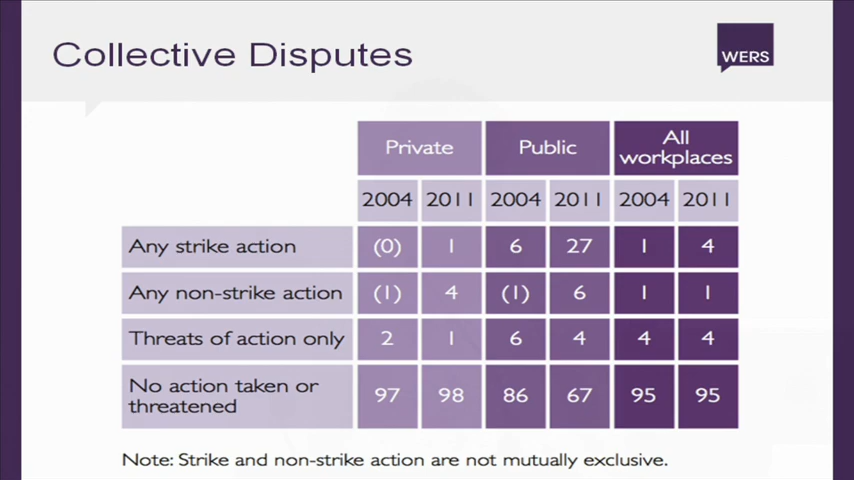 Collective Disputes
WERS
Private Public All workplaces
2004 2011 2004 2011 2004 2011
Any strike action (0) 1 6 27 1 4
Any non-strike action (1) 4 (1) 6 1 1
Threats of action only 2 1 6 4 4 4
No action taken or threatened 97 98 86 67 95 95
Note: Strike and non-strike action are not mutually exclusive.